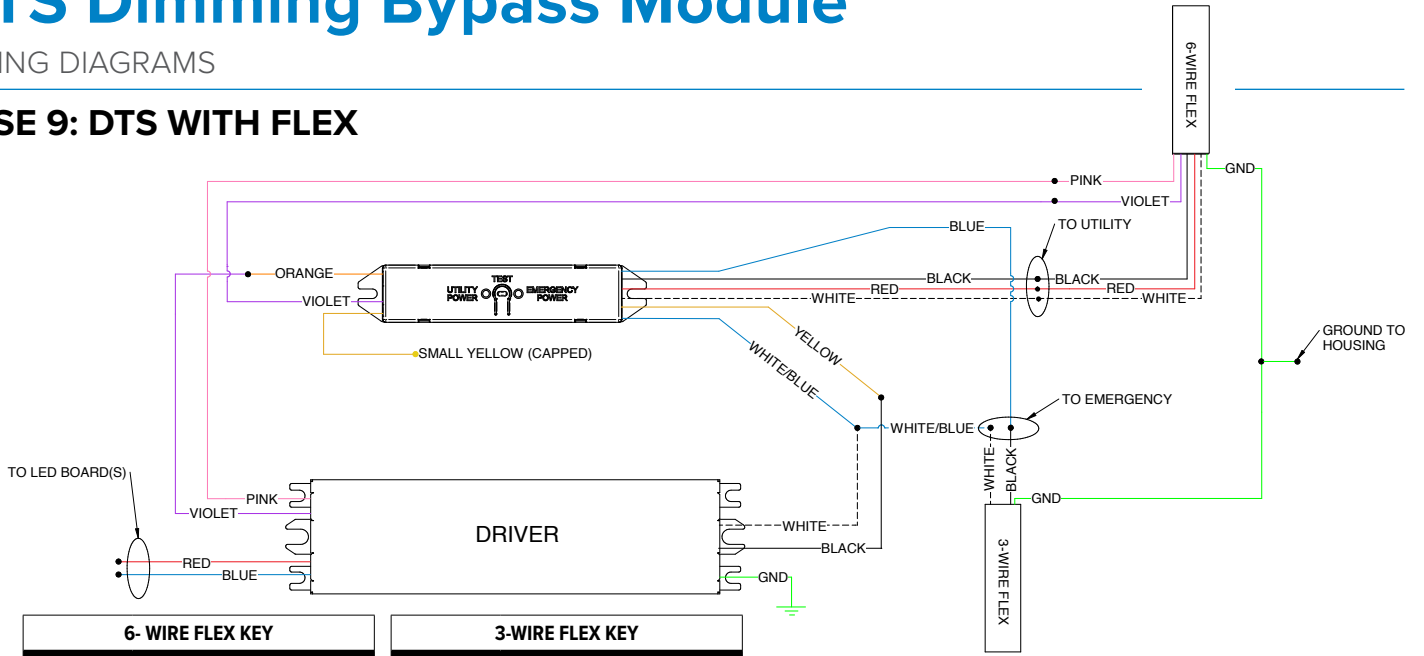 TS Dimming Bypass Module
ING DIAGRAMS
SE 9: DTS WITH FLEX
6-WIRE FLEX
GND
PINK
VIOLET
TO UTILITY
BLUE
ORANGE
VIOLET
TEST
UTILITY POWER
EMERGENCY POWER
BLACK
BLACK
RED
RED
WHITE
WHITE
SMALL YELLOW (CAPPED)
YELLOW
WHITE/BLUE
GROUND TO
HOUSING
TO EMERGENCY
WHITE/BLUE
WHITE
BLACK
GND
TO LED BOARD(S)
PINK
VIOLET
DRIVER
WHITE
BLACK
RED
BLUE
GND
3-WIRE FLEX
6- WIRE FLEX KEY
3-WIRE FLEX KEY